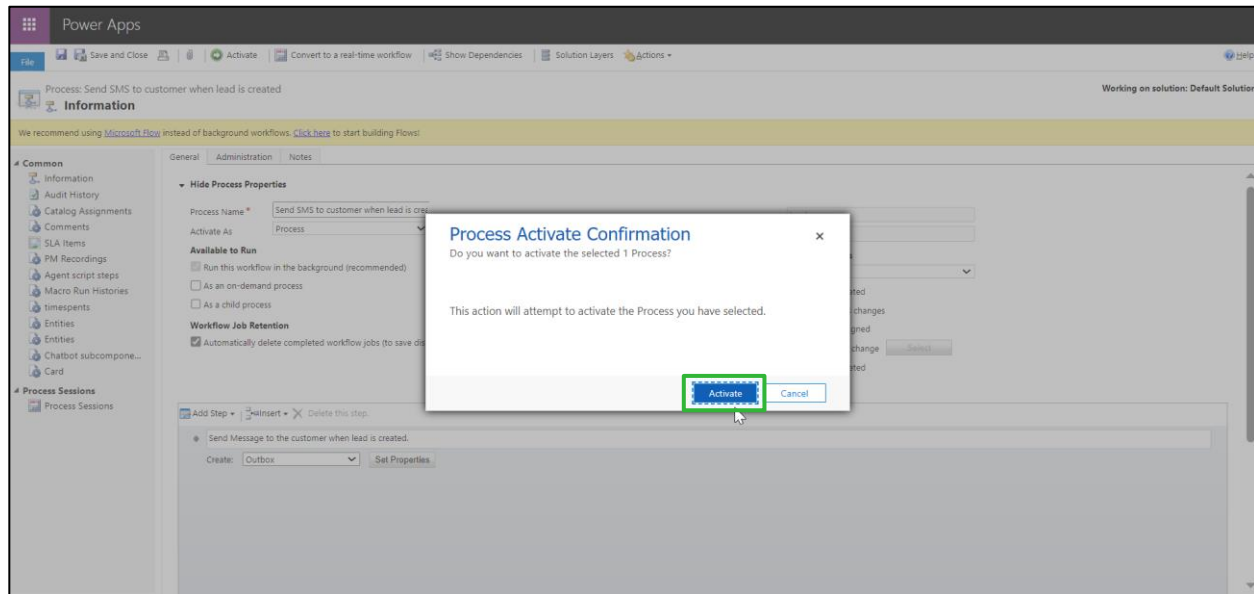 Power Apps
File Save and Close Activate Convert to a real-time workflow Show Dependencies Solution Layers Actions Help
Process: Send SMS to customer when lead is created
Working on solution: Default Solution
Information
We recommend using Microsoft Flow instead of background workflows. Click here to start building Flows!
Common
Information
Audit History
Catalog Assignments
Comments
SLA Items
PM Recordings
Agent script steps
Macro Run Histories
timespents
Entities
Entities
Chatbot subcompone...
Card
Process Sessions
Process Sessions
General Administration Notes
Hide Process Properties
Process Name * Send SMS to customer when lead is
Activate As Process
Available to Run
Run this workflow in the background (recommended)
As an on-demand process
As a child process
Workflow Job Retention
Automatically delete completed workflow jobs (to save
changes
change Select
Process Activate Confirmation
Do you want to activate the selected 1 Process?
This action will attempt to activate the Process you have selected.
Activate Cancel
Add Step Insert Delete this step.
Send Message to the customer when lead is created.
Create: Outbox Set Properties